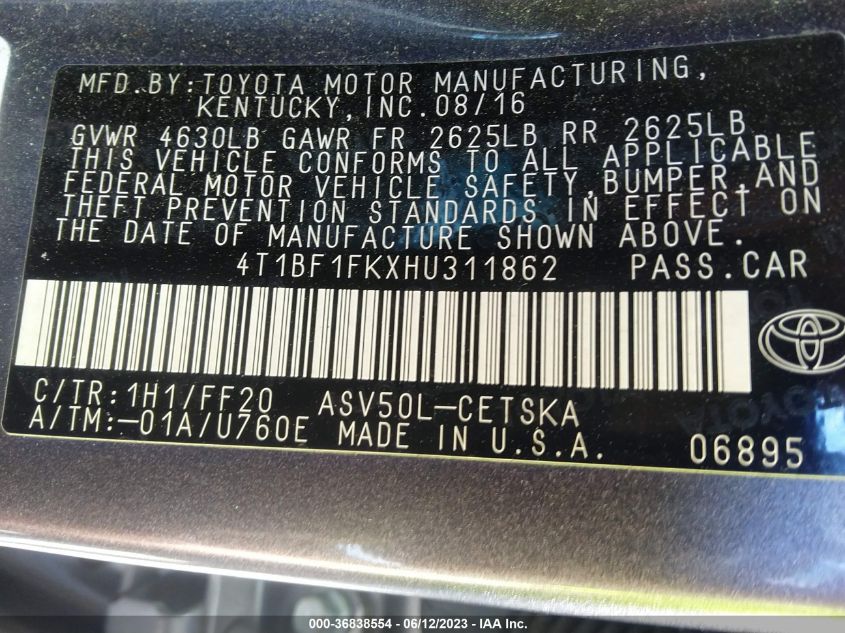 MFD.BY:TOYOTA MOTOR MANUFACTURING,
KENTUCKY,INC.08/16
GVWR 4630LB GAWR FR 2625LB RR 2625LB
THIS VEHICLE CONFORMS TO ALL APPLICABLE
FEDERAL MOTOR VEHICLE SAFETY,BUMPER,AND
THEFT PREVENTION STANDARDS IN EFFECT ON
THE DATE OF MANUFACTURE SHOWN ABOVE.
4T1BF1FKXHU311862 PASS.CAR
C/TR:1H1/FF20 ASV50L-CETSKA
A/TM:-01A/U760E MADE IN U.S.A. 06895
000-36838554 - 06/12/2023 - IAA Inc.